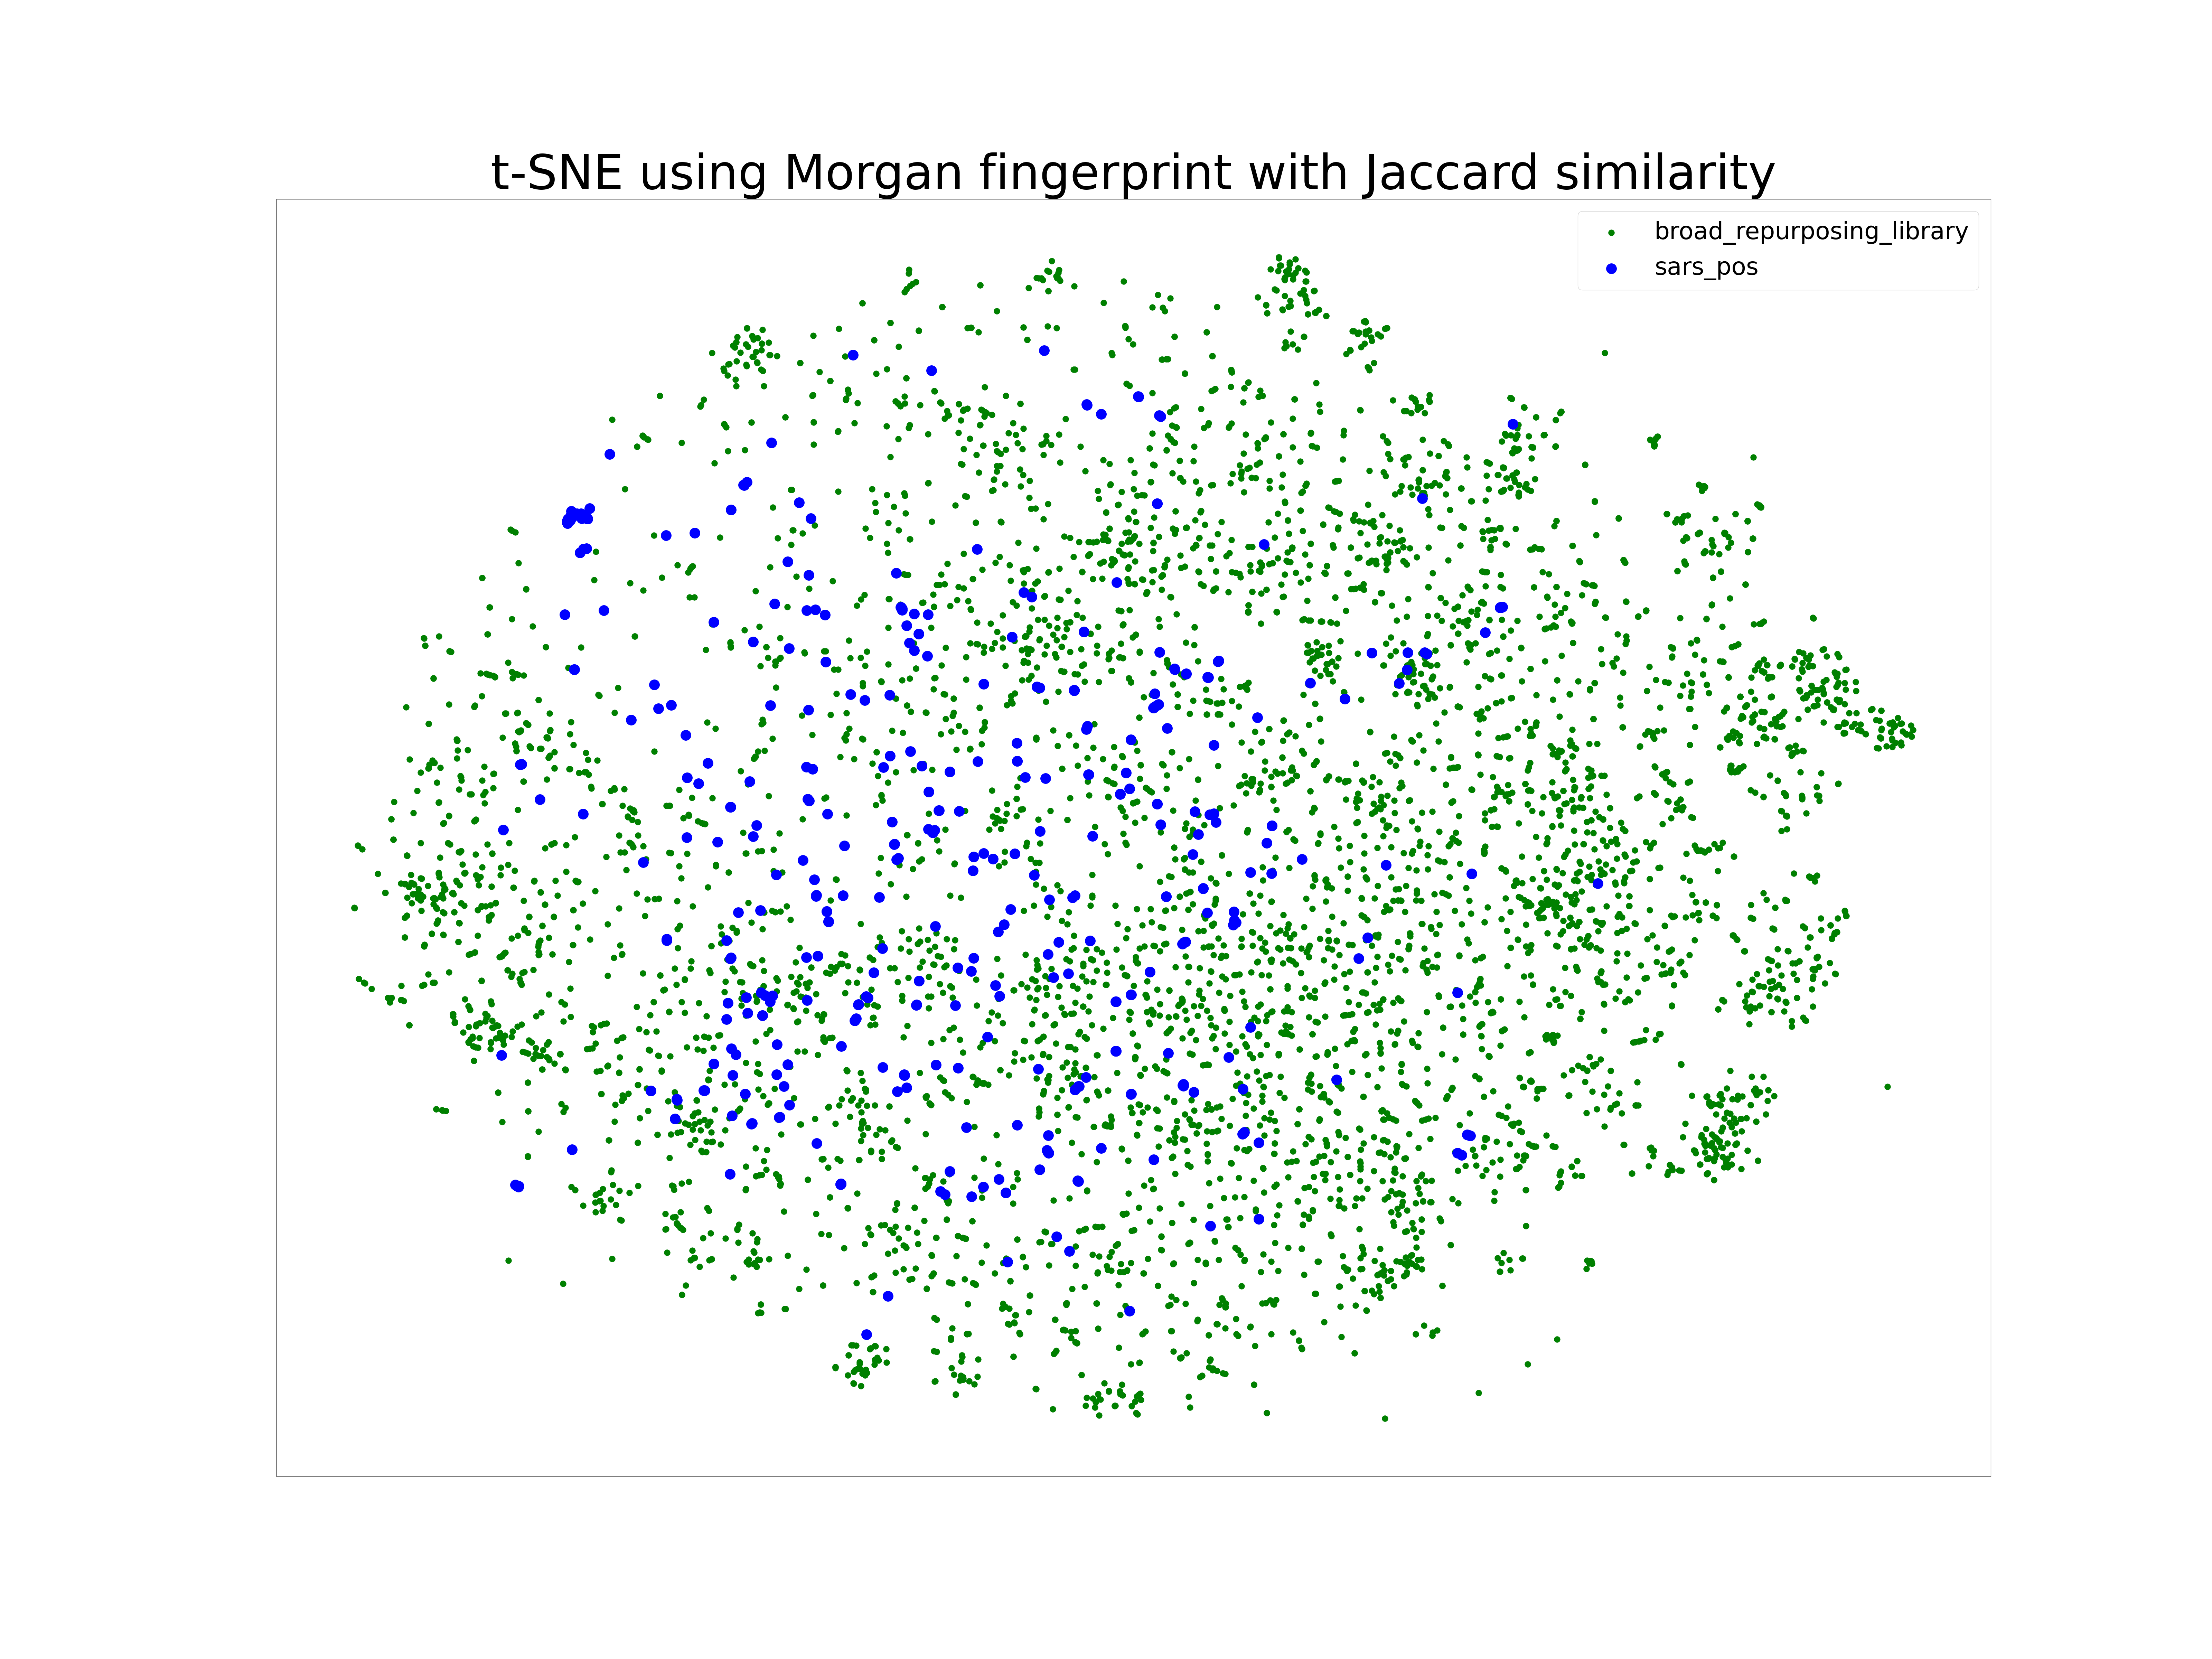 t-SNE using Morgan fingerprint with Jaccard similarity
broad_repurposing_library
sars_pos